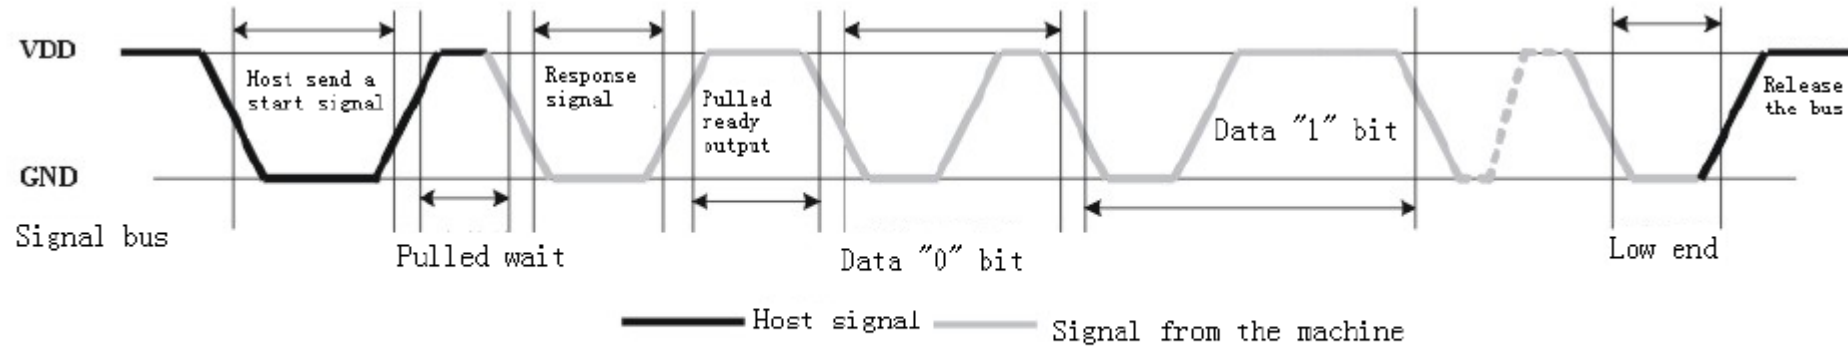 VDD
Host send a
start signal
Response
signal
Pulled
ready
output
Data "1" bit
Release
the bus
GND
Signal bus
Pulled wait
Data "0" bit
Low end
Host signal
Signal from the machine